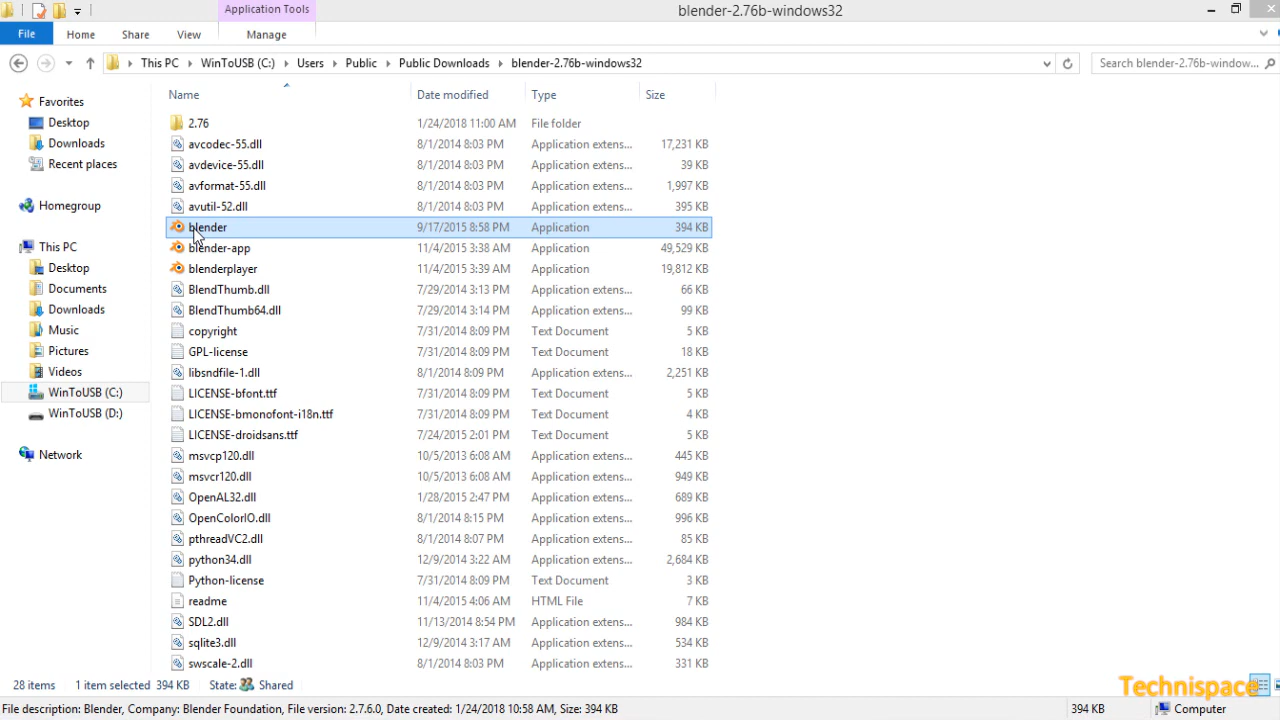 Application Tools
blender-2.76b-windows32
File Home Share View Manage
This PC WinToUSB (C:) Users Public Public Downloads blender-2.76b-windows32
Search blender-2.76b-window...
Name Date modified Type Size
Favorites
Desktop
Downloads
Recent places
Homegroup
This PC
Desktop
Documents
Downloads
Music
Pictures
Videos
WinToUSB (C:)
WinToUSB (D:)
Network
2.76 1/24/2018 11:00 AM File folder
avcodec-55.dll 8/1/2014 8:03 PM Application extens... 17,231 KB
avdevice-55.dll 8/1/2014 8:03 PM Application extens... 39 KB
avformat-55.dll 8/1/2014 8:03 PM Application extens... 1,997 KB
avutil-52.dll 8/1/2014 8:03 PM Application extens... 395 KB
blender 9/17/2015 8:58 PM Application 394 KB
blender-app 11/4/2015 3:38 AM Application 49,529 KB
blenderplayer 11/4/2015 3:39 AM Application 19,812 KB
BlendThumb.dll 7/29/2014 3:13 PM Application extens... 66 KB
BlendThumb64.dll 7/29/2014 3:14 PM Application extens... 99 KB
copyright 7/31/2014 8:09 PM Text Document 5 KB
GPL-license 7/31/2014 8:09 PM Text Document 18 KB
libsndfile-1.dll 8/1/2014 8:09 PM Application extens... 2,251 KB
LICENSE-bfont.ttf 7/31/2014 8:09 PM Text Document 5 KB
LICENSE-bmonofont-i18n.ttf 7/31/2014 8:09 PM Text Document 4 KB
LICENSE-droidsans.ttf 7/24/2015 2:01 PM Text Document 5 KB
msvcp120.dll 10/5/2013 6:08 AM Application extens... 445 KB
msvcr120.dll 10/5/2013 6:08 AM Application extens... 949 KB
OpenAL32.dll 1/28/2015 2:47 PM Application extens... 689 KB
OpenColorIO.dll 8/1/2014 8:15 PM Application extens... 996 KB
pthreadVC2.dll 8/1/2014 8:07 PM Application extens... 85 KB
python34.dll 12/9/2014 3:22 AM Application extens... 2,684 KB
Python-license 7/31/2014 8:09 PM Text Document 3 KB
readme 11/4/2015 4:06 AM HTML File 7 KB
SDL2.dll 11/13/2014 8:54 PM Application extens... 984 KB
sqlite3.dll 12/9/2014 3:17 AM Application extens... 534 KB
swscale-2.dll 8/1/2014 8:03 PM Application extens... 331 KB
28 items 1 item selected 394 KB State: Shared
Technispace
File description: Blender, Company: Blender Foundation, File version: 2.7.6.0, Date created: 1/24/2018 10:58 AM, Size: 394 KB 394 KB Computer